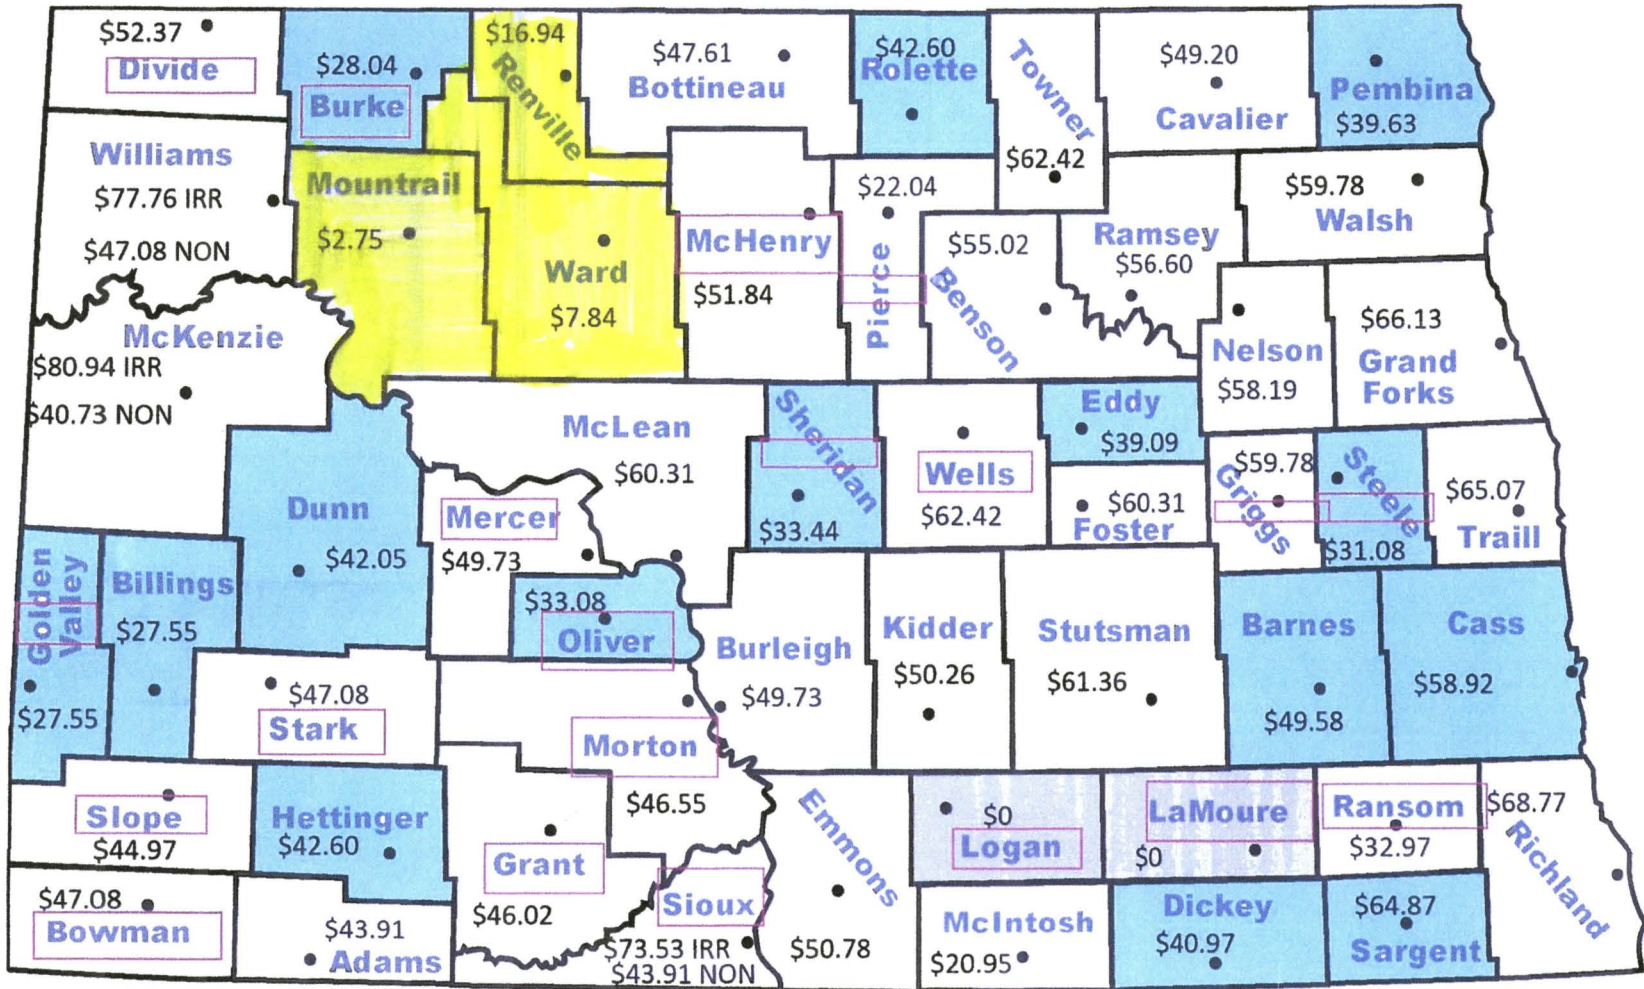 $52.37
Divide
$28.04
Burke
$16.94
Renville
$47.61
Bottineau
$42.60
Rolette
Towner
$62.42
$49.20
Cavalier
Pembina
$39.63
Williams
$77.76 IRR
$47.08 NON
Mountrail
$2.75
Ward
$7.84
McHenry
$51.84
$22.04
Pierce
$55.02
Benson
Ramsey
$56.60
$59.78
Walsh
McKenzie
$80.94 IRR
$40.73 NON
Nelson
$58.19
$66.13
Grand
Forks
McLean
$60.31
Sheridan
$33.44
Wells
$62.42
Eddy
$39.09
$60.31
Foster
$59.78
Griggs
Steele
$31.08
$65.07
Traill
Dunn
$42.05
Mercer
$49.73
$33.08
Oliver
Golden
Valley
$27.55
Billings
$27.55
$47.08
Stark
Burleigh
$49.73
Kidder
$50.26
Stutsman
$61.36
Barnes
$49.58
Cass
$58.92
Morton
$46.55
Slope
$44.97
Hettinger
$42.60
Grant
$46.02
Sioux
$73.53 IRR
$43.91 NON
Emmons
$50.78
$0
Logan
LaMoure
$0
Ransom
$32.97
$68.77
Richland
$47.08
Bowman
$43.91
Adams
McIntosh
$20.95
Dickey
$40.97
$64.87
Sargent